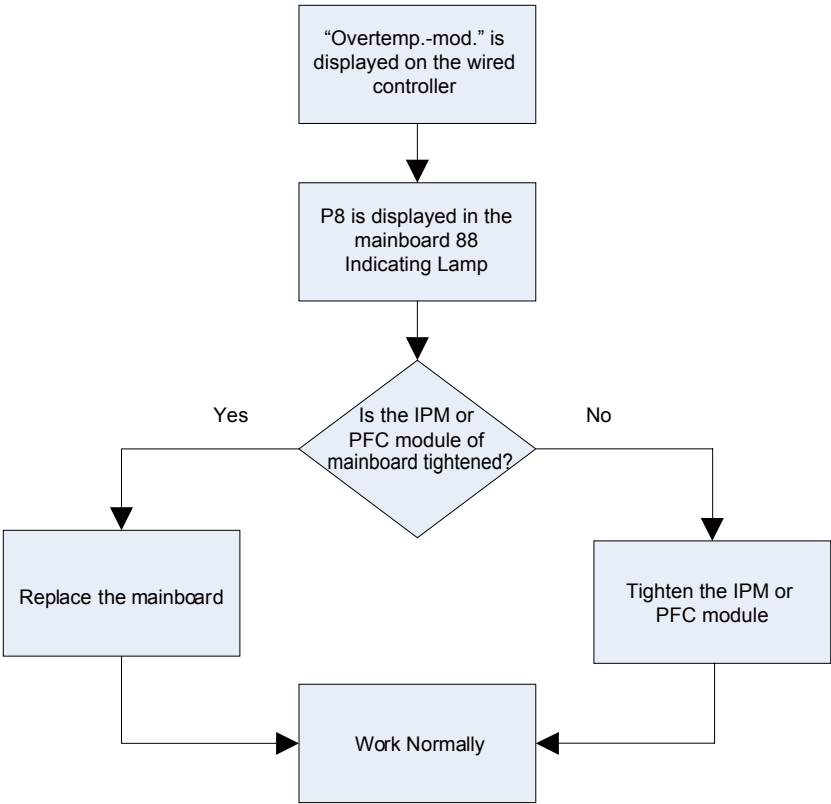 “Overtemp.-mod.” is
displayed on the wired
controller
P8 is displayed in the
mainboard 88
Indicating Lamp
Yes
Is the IPM or
PFC module of
mainboard tightened?
No
Replace the mainboard
Tighten the IPM or
PFC module
Work Normally